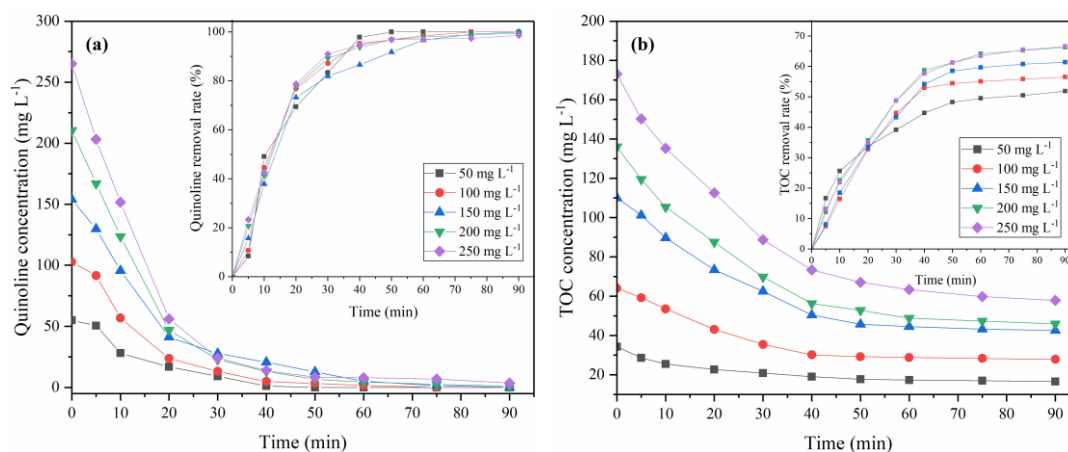 (a)
Quinoline concentration (mg L⁻¹)
300
250
200
150
100
50
0
0 10 20 30 40 50 60 70 80 90
Time (min)
Quinoline removal rate (%)
100
80
60
40
20
0
0 10 20 30 40 50 60 70 80 90
Time (min)
50 mg L⁻¹
100 mg L⁻¹
150 mg L⁻¹
200 mg L⁻¹
250 mg L⁻¹
(b)
TOC concentration (mg L⁻¹)
200
180
160
140
120
100
80
60
40
20
0 10 20 30 40 50 60 70 80 90
Time (min)
TOC removal rate (%)
70
60
50
40
30
20
10
0
0 10 20 30 40 50 60 70 80 90
Time (min)
50 mg L⁻¹
100 mg L⁻¹
150 mg L⁻¹
200 mg L⁻¹
250 mg L⁻¹